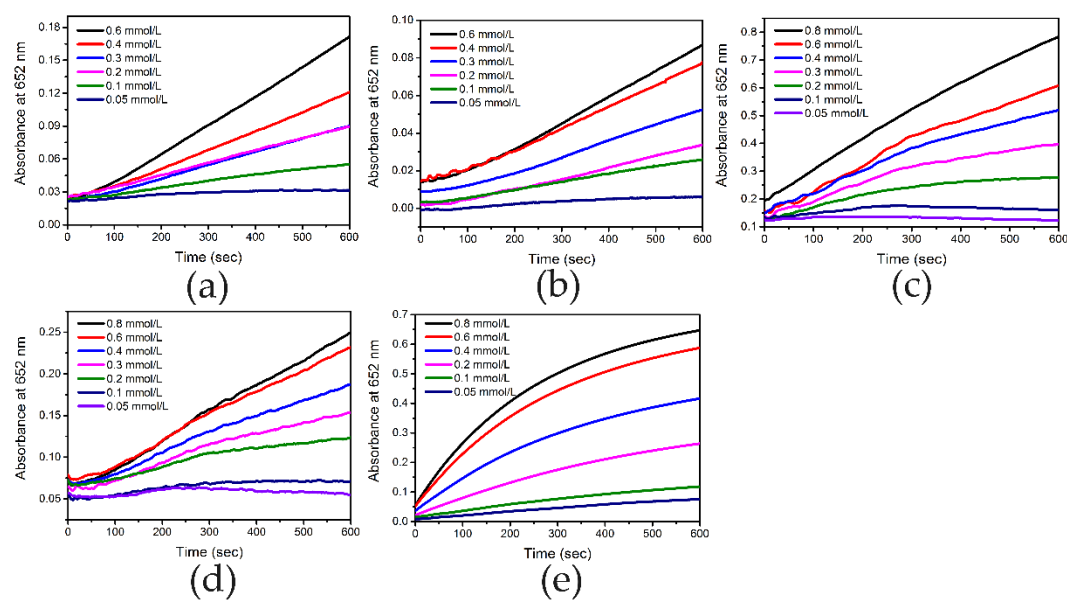 0.18
0.15
0.12
0.09
0.06
0.03
0.00
Absorbance at 652 nm
0.6 mmol/L
0.4 mmol/L
0.3 mmol/L
0.2 mmol/L
0.1 mmol/L
0.05 mmol/L
0 100 200 300 400 500 600
Time (sec)
(a)
0.10
0.08
0.06
0.04
0.02
0.00
Absorbance at 652 nm
0.6 mmol/L
0.4 mmol/L
0.3 mmol/L
0.2 mmol/L
0.1 mmol/L
0.05 mmol/L
0 100 200 300 400 500 600
Time (sec)
(b)
0.8
0.7
0.6
0.5
0.4
0.3
0.2
0.1
Absorbance at 652 nm
0.8 mmol/L
0.6 mmol/L
0.4 mmol/L
0.3 mmol/L
0.2 mmol/L
0.1 mmol/L
0.05 mmol/L
0 100 200 300 400 500 600
Time (sec)
(c)
0.25
0.20
0.15
0.10
0.05
Absorbance at 652 nm
0.8 mmol/L
0.6 mmol/L
0.4 mmol/L
0.3 mmol/L
0.2 mmol/L
0.1 mmol/L
0.05 mmol/L
0 100 200 300 400 500 600
Time (sec)
(d)
0.7
0.6
0.5
0.4
0.3
0.2
0.1
0.0
Absorbance at 652 nm
0.8 mmol/L
0.6 mmol/L
0.4 mmol/L
0.2 mmol/L
0.1 mmol/L
0.05 mmol/L
0 100 200 300 400 500 600
Time (sec)
(e)